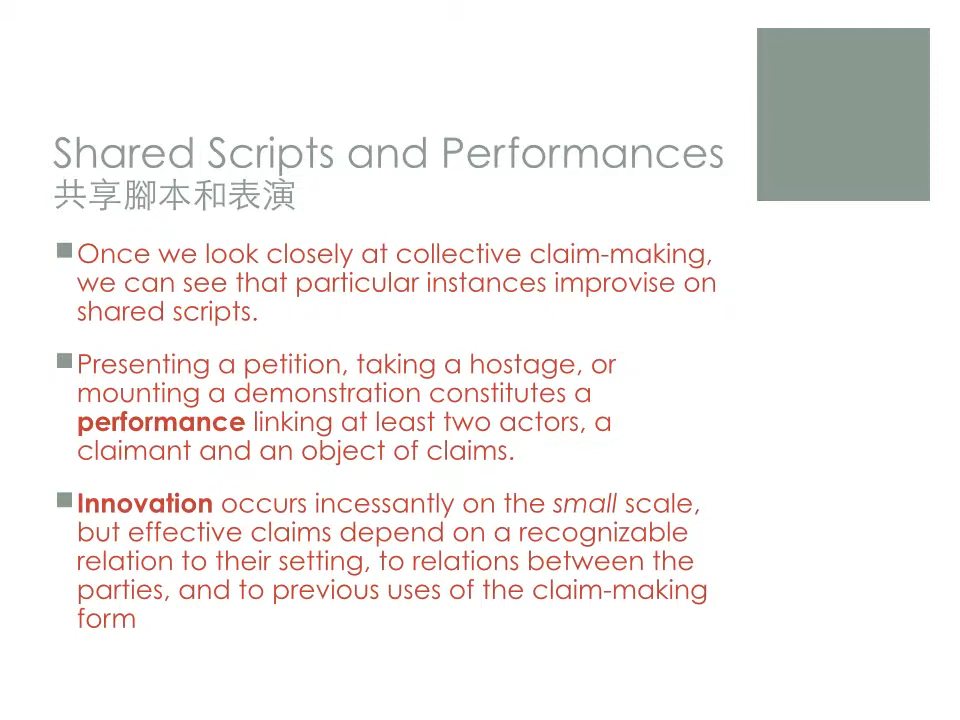 Shared Scripts and Performances
共享腳本和表演
Once we look closely at collective claim-making,
we can see that particular instances improvise on
shared scripts.
Presenting a petition, taking a hostage, or
mounting a demonstration constitutes a
performance linking at least two actors, a
claimant and an object of claims.
Innovation occurs incessantly on the small scale,
but effective claims depend on a recognizable
relation to their setting, to relations between the
parties, and to previous uses of the claim-making
form